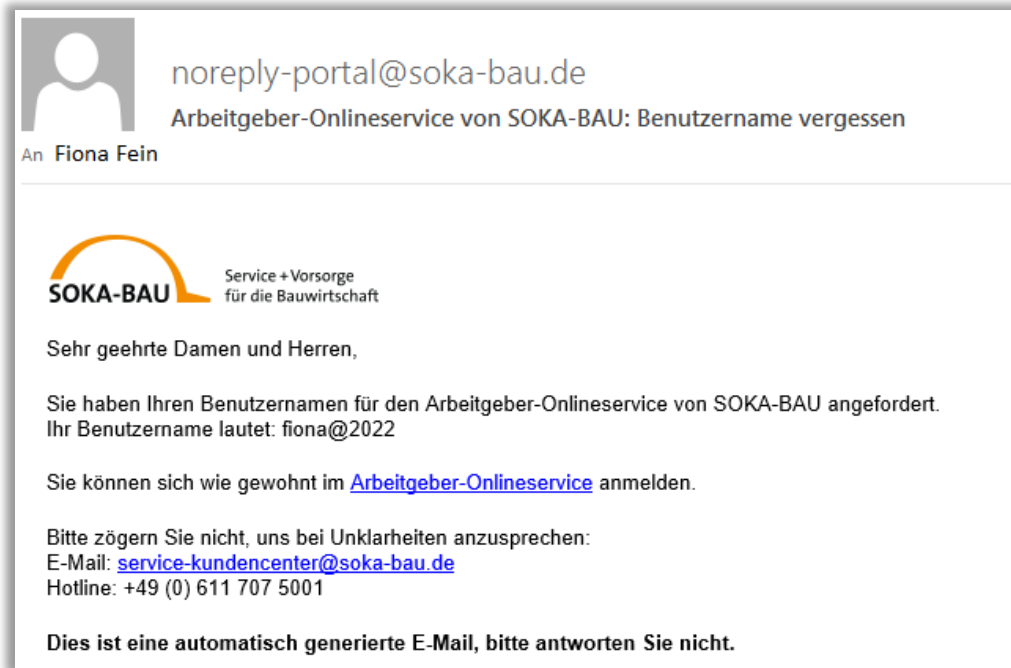 noreply-portal@soka-bau.de
Arbeitgeber-Onlineservice von SOKA-BAU: Benutzername vergessen
An Fiona Fein
SOKA-BAU
Service + Vorsorge
für die Bauwirtschaft
Sehr geehrte Damen und Herren,
Sie haben Ihren Benutzernamen für den Arbeitgeber-Onlineservice von SOKA-BAU angefordert.
Ihr Benutzername lautet: fiona@2022
Sie können sich wie gewohnt im Arbeitgeber-Onlineservice anmelden.
Bitte zögern Sie nicht, uns bei Unklarheiten anzusprechen:
E-Mail: service-kundencenter@soka-bau.de
Hotline: +49 (0) 611 707 5001
Dies ist eine automatisch generierte E-Mail, bitte antworten Sie nicht.